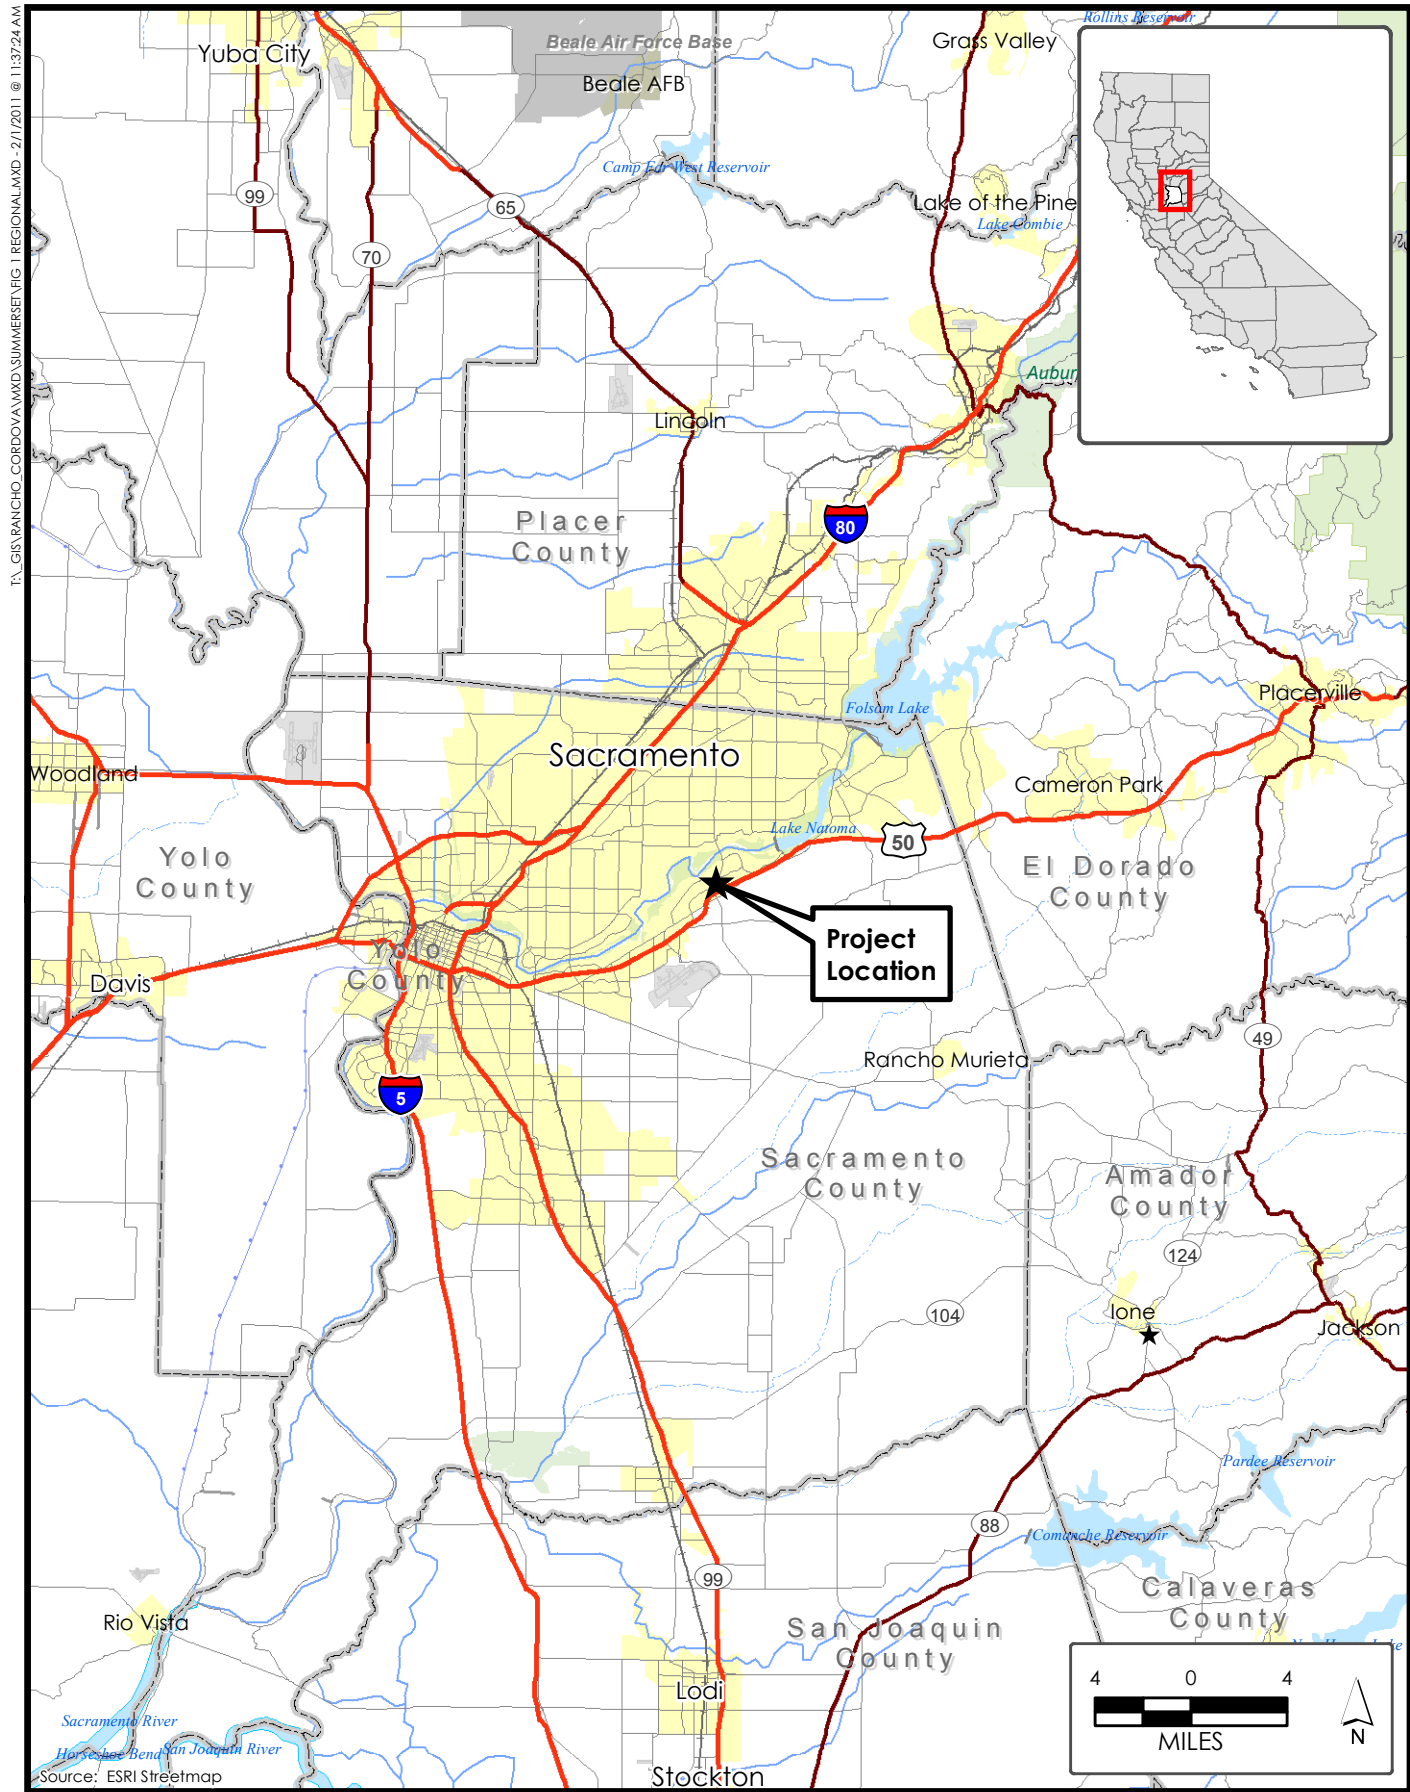 T:\_GIS\RANCHO_CORDOVA\MXD\SUMMERSET\FIG 1 REGIONAL.MXD - 2/1/2011 @ 11:37:24 AM
Rollins Reservoir
Yuba City
Beale Air Force Base
Grass Valley
Beale AFB
Camp Far West Reservoir
99
65
Lake of the Pine
Lake Combie
70
Aubur
Lincoln
Placer
County
80
Placerville
Folsom Lake
Sacramento
Woodland
Cameron Park
Lake Natoma
50
Yolo
County
El Dorado
County
Project
Location
Yolo
County
Davis
49
Rancho Murieta
5
Sacramento
County
Amador
County
124
104
Ione
Jackson
Pardee Reservoir
88
Comanche Reservoir
99
Calaveras
County
Rio Vista
San Joaquin
County
4 0 4
MILES
N
Lodi
Sacramento River
Horseshoe Bend
San Joaquin River
Source: ESRI Streetmap
Stockton